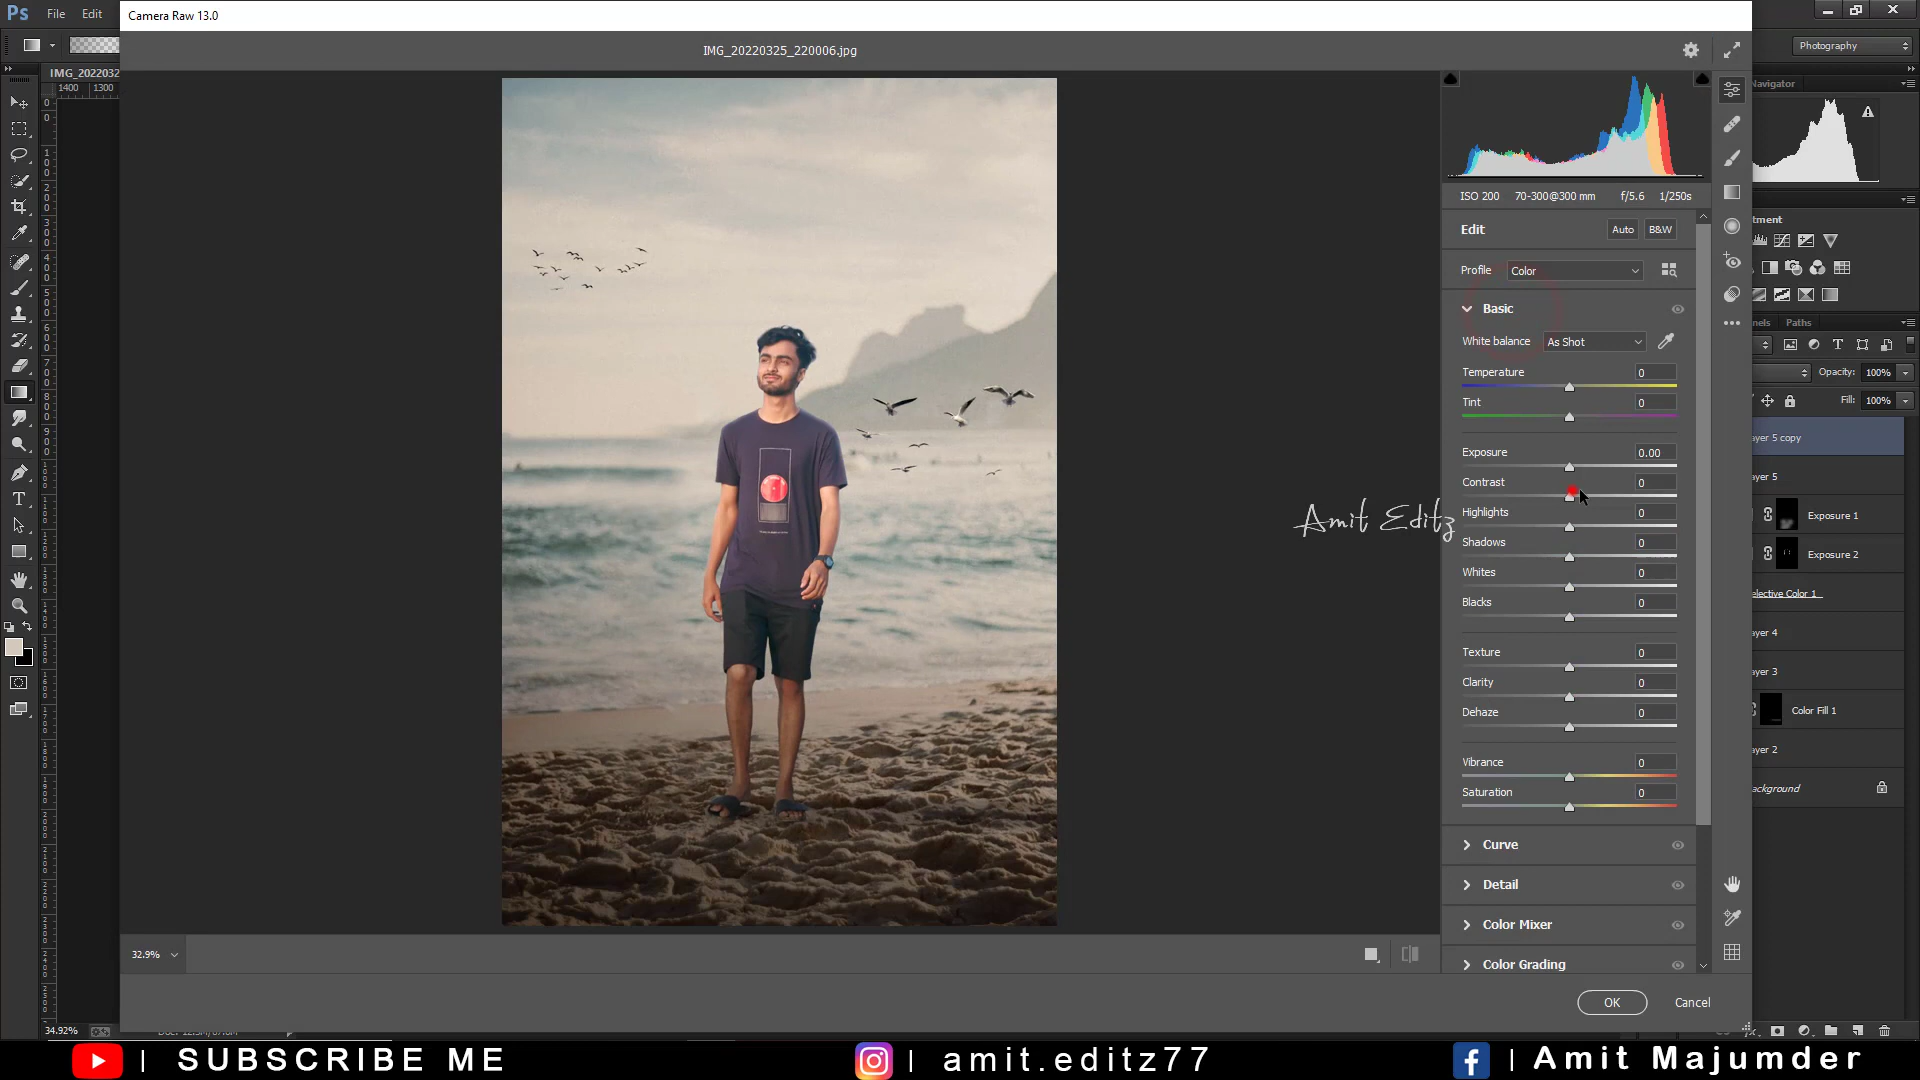 Ps File Edit
Camera Raw 13.0
IMG_20220325_220006.jpg
Photography
IMG_2022032
1400 1300
Navigator
ISO 200 70-300@300 mm f/5.6 1/250s
Edit Auto B&W
Profile Color
Basic
White balance As Shot
Temperature 0
Tint 0
Exposure 0.00
Contrast 0
Highlights 0
Shadows 0
Whites 0
Blacks 0
Texture 0
Clarity 0
Dehaze 0
Vibrance 0
Saturation 0
Curve
Detail
Color Mixer
Color Grading
Amit Editz
tment
nels Paths
Opacity: 100%
Fill: 100%
ayer 5 copy
ayer 5
Exposure 1
Exposure 2
elective Color 1
ayer 4
ayer 3
Color Fill 1
ayer 2
ackground
32.9%
OK Cancel
34.92%
| SUBSCRIBE ME
| amit.editz77
| Amit Majumder